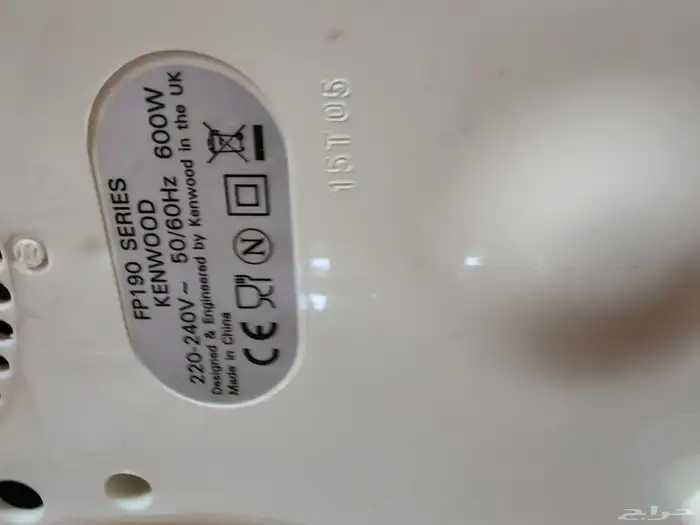 FP190 SERIES
KENWOOD
220-240V~ 50/60Hz 600W
Designed & Engineered by Kenwood in the UK
Made in China
CE N
15T05
حراج